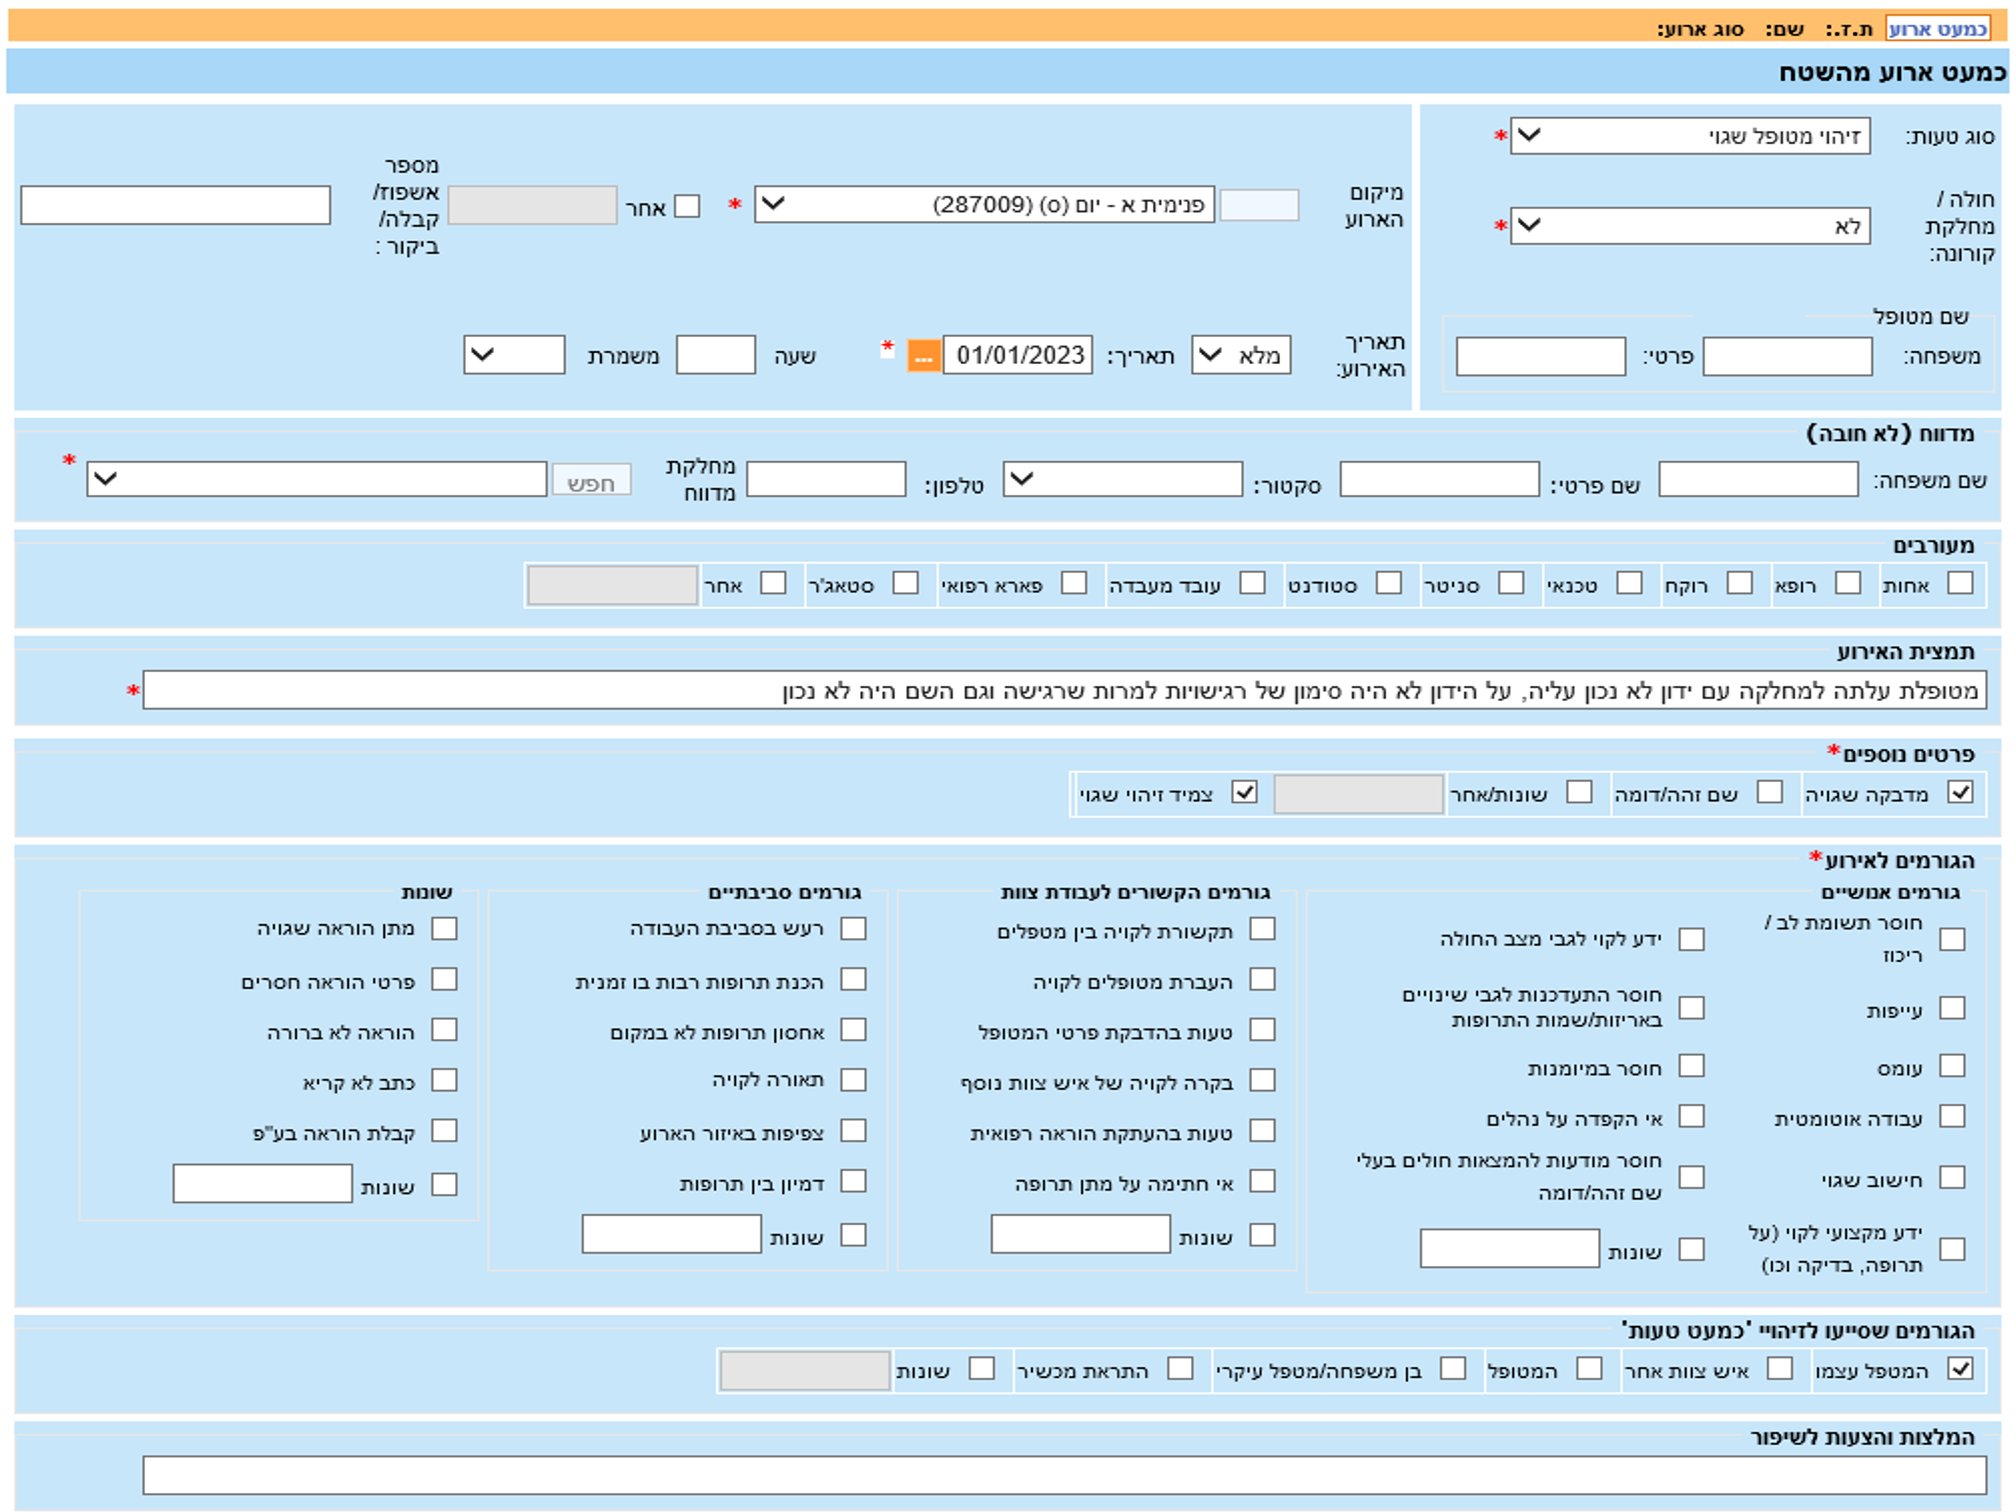 כמעט ארוע ת.ז.: שם: סוג ארוע:
כמעט ארוע מהשטח
סוג טעות: זיהוי מטופל שגוי *
חולה / מחלקת קורונה: לא *
שם מטופל
משפחה: פרטי:
מיקום הארוע פנימית א - יום (ס) (287009) * אחר מספר אשפוז/ קבלה/ ביקור :
תאריך האירוע: מלא תאריך: 01/01/2023 ... * שעה משמרת
מדווח (לא חובה)
שם משפחה: שם פרטי: סקטור: טלפון: מחלקת מדווח חפש *
מעורבים
אחות רופא רוקח טכנאי סניטר סטודנט עובד מעבדה פארא רפואי סטאג'ר אחר
תמצית האירוע
מטופלת עלתה למחלקה עם ידון לא נכון עליה, על הידון לא היה סימון של רגישויות למרות שרגישה וגם השם היה לא נכון *
פרטים נוספים*
מדבקה שגויה שם זהה/דומה שונות/אחר צמיד זיהוי שגוי
הגורמים לאירוע*
גורמים אנושיים
חוסר תשומת לב / ריכוז
עייפות
עומס
עבודה אוטומטית
חישוב שגוי
ידע מקצועי לקוי (על תרופה, בדיקה וכו)
ידע לקוי לגבי מצב החולה
חוסר התעדכנות לגבי שינויים באריזות/שמות התרופות
חוסר במיומנות
אי הקפדה על נהלים
חוסר מודעות להמצאות חולים בעלי שם זהה/דומה
שונות
גורמים הקשורים לעבודת צוות
תקשורת לקויה בין מטפלים
העברת מטופלים לקויה
טעות בהדבקת פרטי המטופל
בקרה לקויה של איש צוות נוסף
טעות בהעתקת הוראה רפואית
אי חתימה על מתן תרופה
שונות
גורמים סביבתיים
רעש בסביבת העבודה
הכנת תרופות רבות בו זמנית
אחסון תרופות לא במקום
תאורה לקויה
צפיפות באיזור הארוע
דמיון בין תרופות
שונות
שונות
מתן הוראה שגויה
פרטי הוראה חסרים
הוראה לא ברורה
כתב לא קריא
קבלת הוראה בע"פ
שונות
הגורמים שסייעו לזיהויי 'כמעט טעות'
המטפל עצמו איש צוות אחר המטופל בן משפחה/מטפל עיקרי התראת מכשיר שונות
המלצות והצעות לשיפור